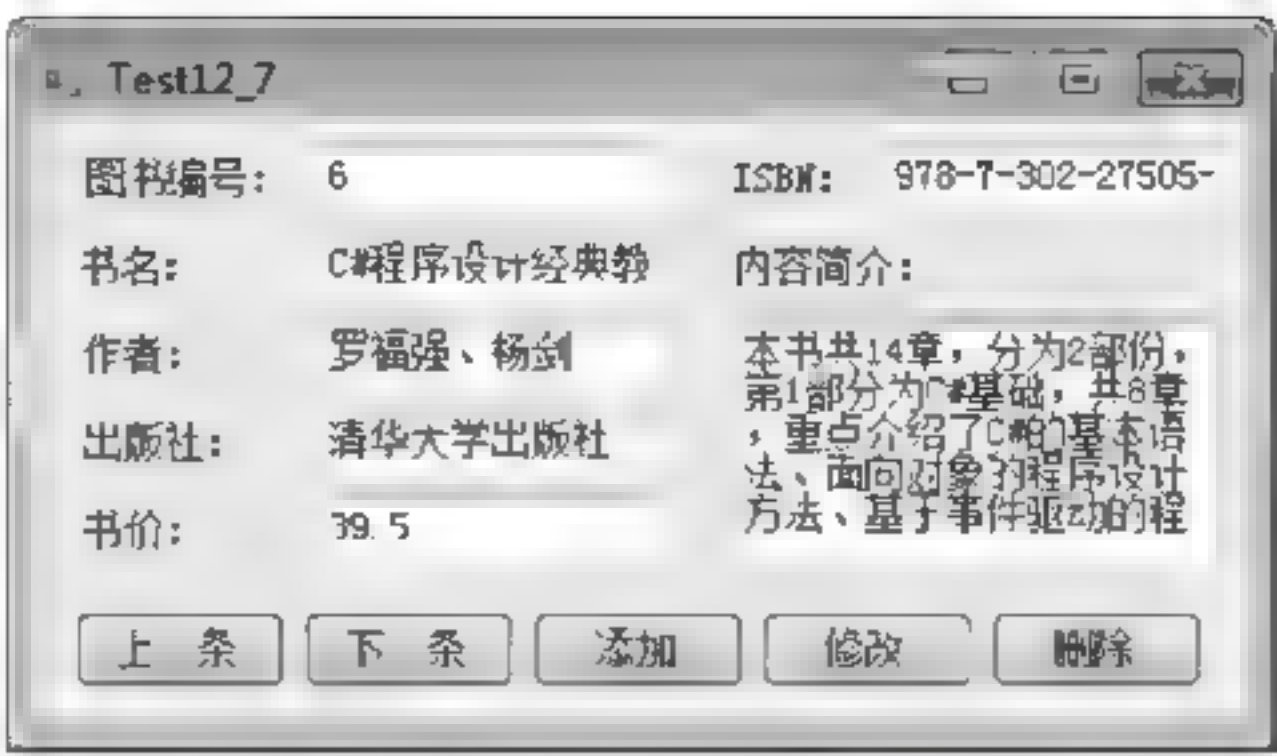 Test12_7
图书编号: 6
ISBN: 978-7-302-27505-
书名: C#程序设计经典教
内容简介:
作者: 罗福强、杨剑
本书共14章，分为2部份，
第1部分为C#基础，共8章
，重点介绍了C#的基本语
法、面向对象的程序设计
方法、基于事件驱动的程
出版社: 清华大学出版社
书价: 39.5
上 条
下 条
添加
修改
删除